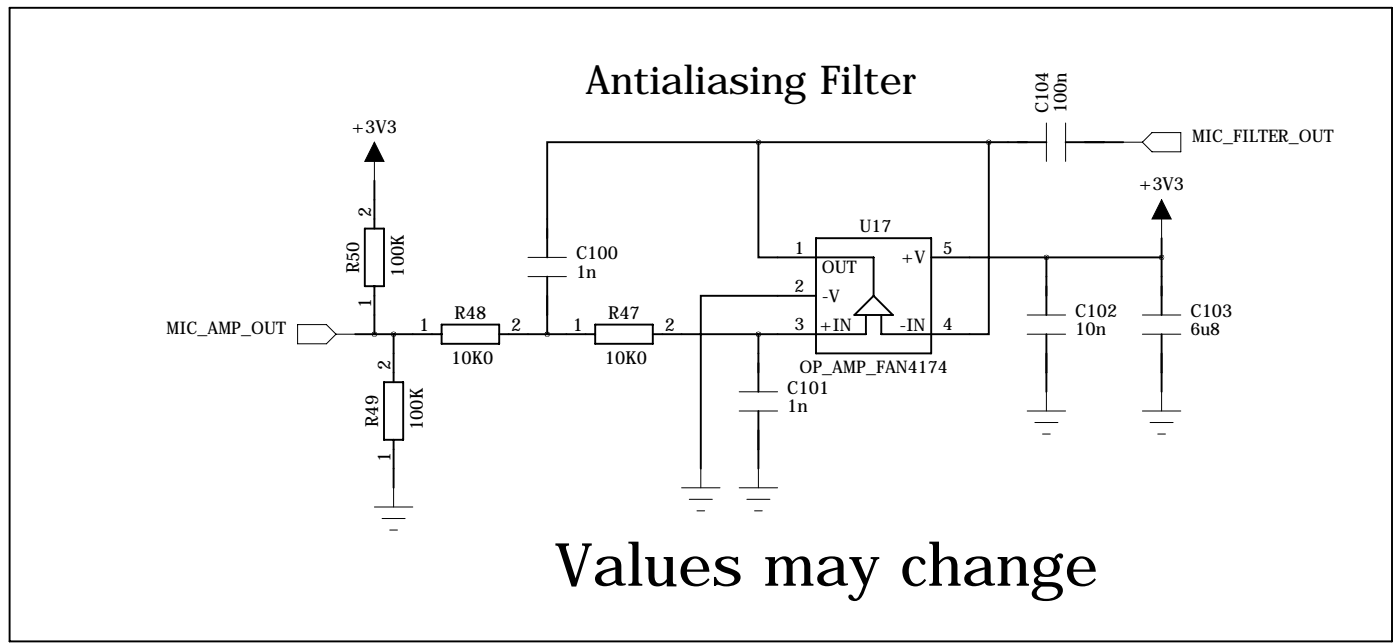 Antialiasing Filter
C104
100n
+3V3
MIC_FILTER_OUT
+3V3
2
R50
100K
1
C100
1n
U17
1
OUT
+V
5
2
-V
MIC_AMP_OUT
1
R48
2
10K0
1
R47
2
10K0
3
+IN
-IN
4
OP_AMP_FAN4174
C102
10n
C103
6u8
2
R49
100K
1
C101
1n
Values may change